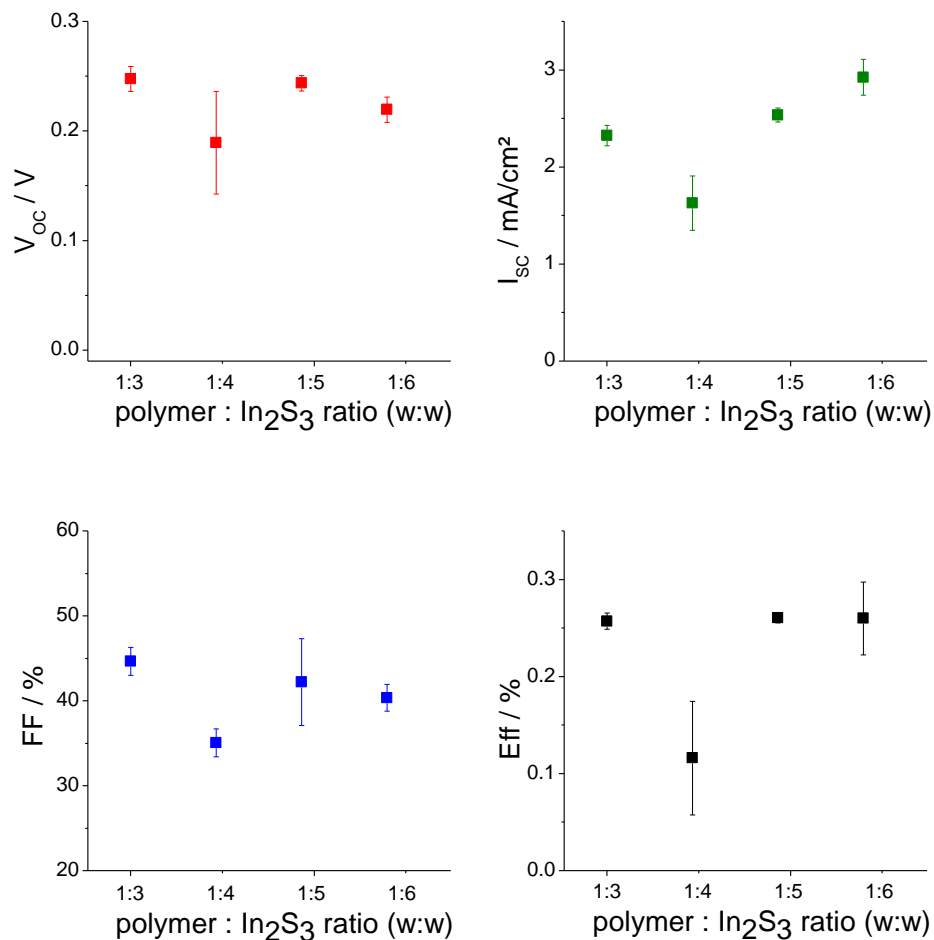 0.3
0.2
0.1
0.0
V_OC / V
1:3 1:4 1:5 1:6
polymer : In₂S₃ ratio (w:w)
3
2
1
0
I_SC / mA/cm²
1:3 1:4 1:5 1:6
polymer : In₂S₃ ratio (w:w)
60
50
40
30
20
FF / %
1:3 1:4 1:5 1:6
polymer : In₂S₃ ratio (w:w)
0.3
0.2
0.1
0.0
Eff / %
1:3 1:4 1:5 1:6
polymer : In₂S₃ ratio (w:w)